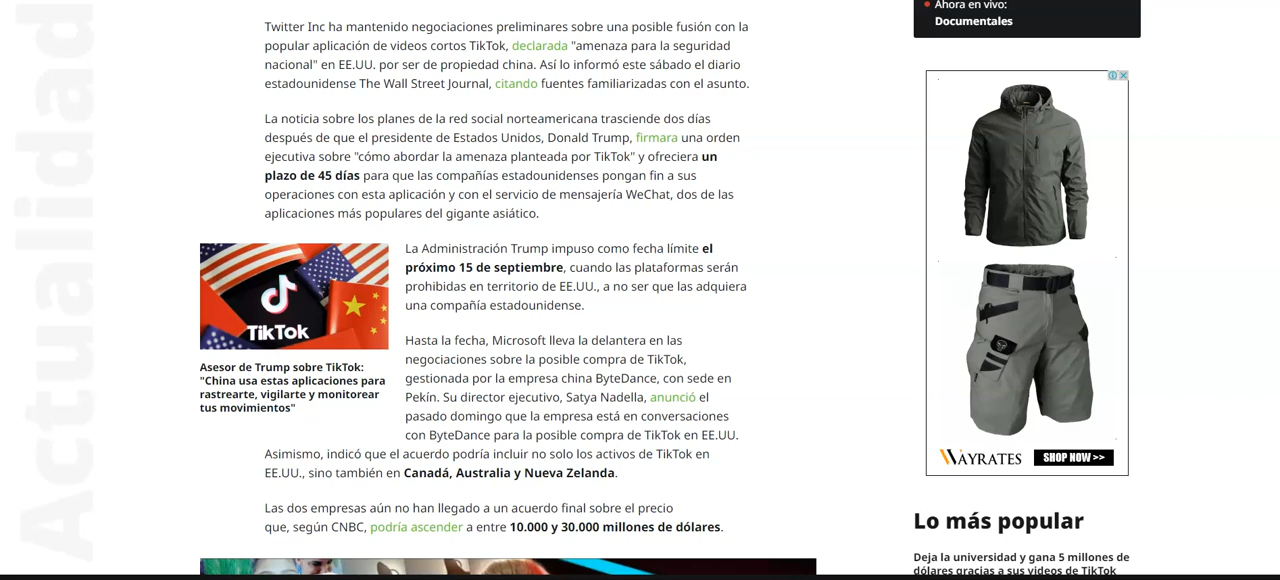 Actualidad
Twitter Inc ha mantenido negociaciones preliminares sobre una posible fusión con la
popular aplicación de videos cortos TikTok, declarada "amenaza para la seguridad
nacional" en EE.UU. por ser de propiedad china. Así lo informó este sábado el diario
estadounidense The Wall Street Journal, citando fuentes familiarizadas con el asunto.
La noticia sobre los planes de la red social norteamericana trasciende dos días
después de que el presidente de Estados Unidos, Donald Trump, firmara una orden
ejecutiva sobre "cómo abordar la amenaza planteada por TikTok" y ofreciera un
plazo de 45 días para que las compañías estadounidenses pongan fin a sus
operaciones con esta aplicación y con el servicio de mensajería WeChat, dos de las
aplicaciones más populares del gigante asiático.
TikTok
Asesor de Trump sobre TikTok:
"China usa estas aplicaciones para
rastrearte, vigilarte y monitorear
tus movimientos"
La Administración Trump impuso como fecha límite el
próximo 15 de septiembre, cuando las plataformas serán
prohibidas en territorio de EE.UU., a no ser que las adquiera
una compañía estadounidense.
Hasta la fecha, Microsoft lleva la delantera en las
negociaciones sobre la posible compra de TikTok,
gestionada por la empresa china ByteDance, con sede en
Pekín. Su director ejecutivo, Satya Nadella, anunció el
pasado domingo que la empresa está en conversaciones
con ByteDance para la posible compra de TikTok en EE.UU.
Asimismo, indicó que el acuerdo podría incluir no solo los activos de TikTok en
EE.UU., sino también en Canadá, Australia y Nueva Zelanda.
Las dos empresas aún no han llegado a un acuerdo final sobre el precio
que, según CNBC, podría ascender a entre 10.000 y 30.000 millones de dólares.
Ahora en vivo:
Documentales
WAYRATES
SHOP NOW >>
Lo más popular
Deja la universidad y gana 5 millones de
dólares gracias a sus videos de TikTok